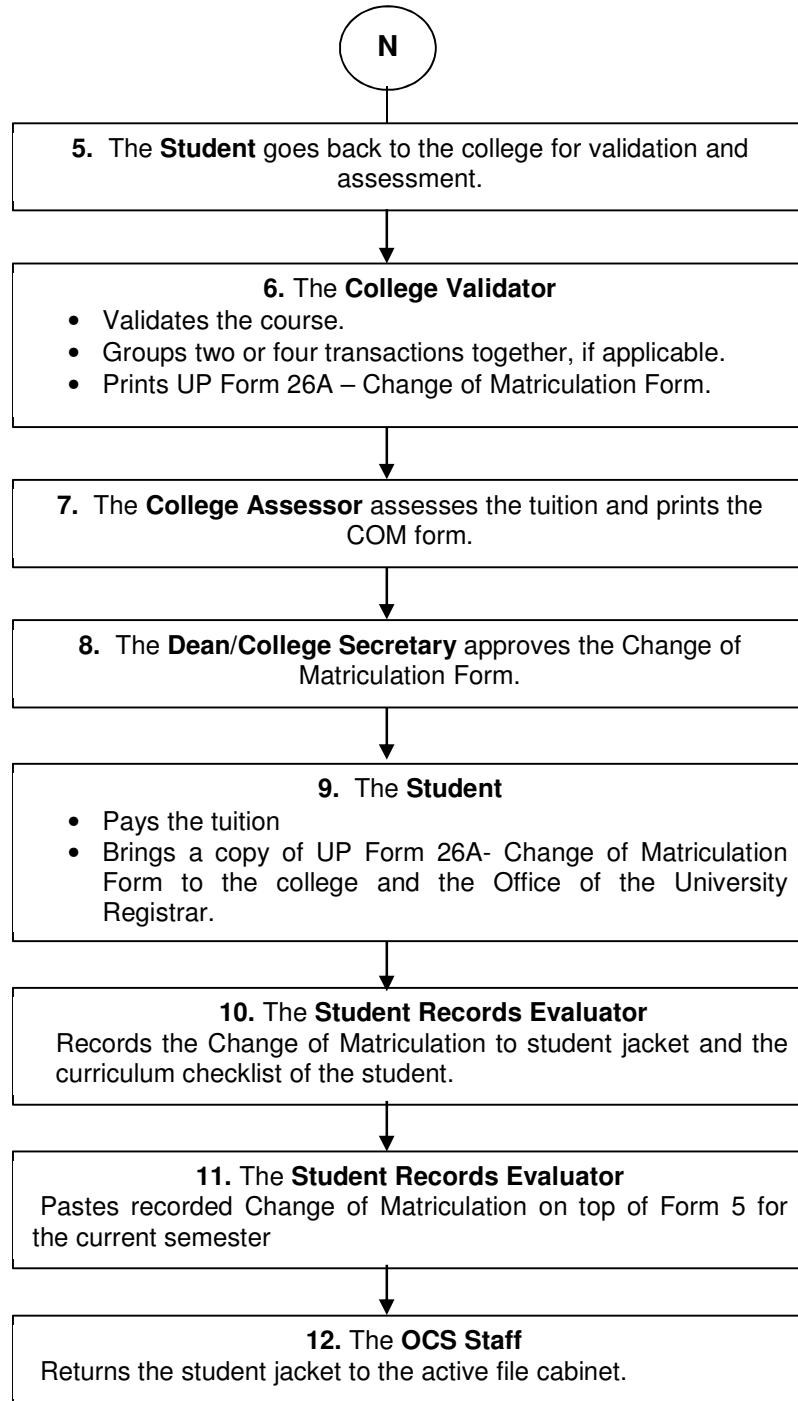 N
5. The Student goes back to the college for validation and
assessment.
6. The College Validator
• Validates the course.
• Groups two or four transactions together, if applicable.
• Prints UP Form 26A – Change of Matriculation Form.
7. The College Assessor assesses the tuition and prints the
COM form.
8. The Dean/College Secretary approves the Change of
Matriculation Form.
9. The Student
• Pays the tuition
• Brings a copy of UP Form 26A- Change of Matriculation
Form to the college and the Office of the University
Registrar.
10. The Student Records Evaluator
Records the Change of Matriculation to student jacket and the
curriculum checklist of the student.
11. The Student Records Evaluator
Pastes recorded Change of Matriculation on top of Form 5 for
the current semester
12. The OCS Staff
Returns the student jacket to the active file cabinet.